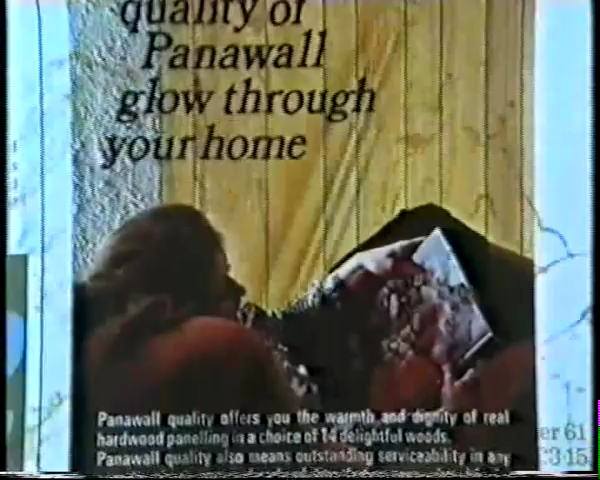 quality of
Panawall
glow through
your home
Panawall quality offers you the warmth and dignity of real
hardwood panelling in a choice of 14 delightful woods.
Panawall quality also means outstanding serviceability in any
er 61
C3·15